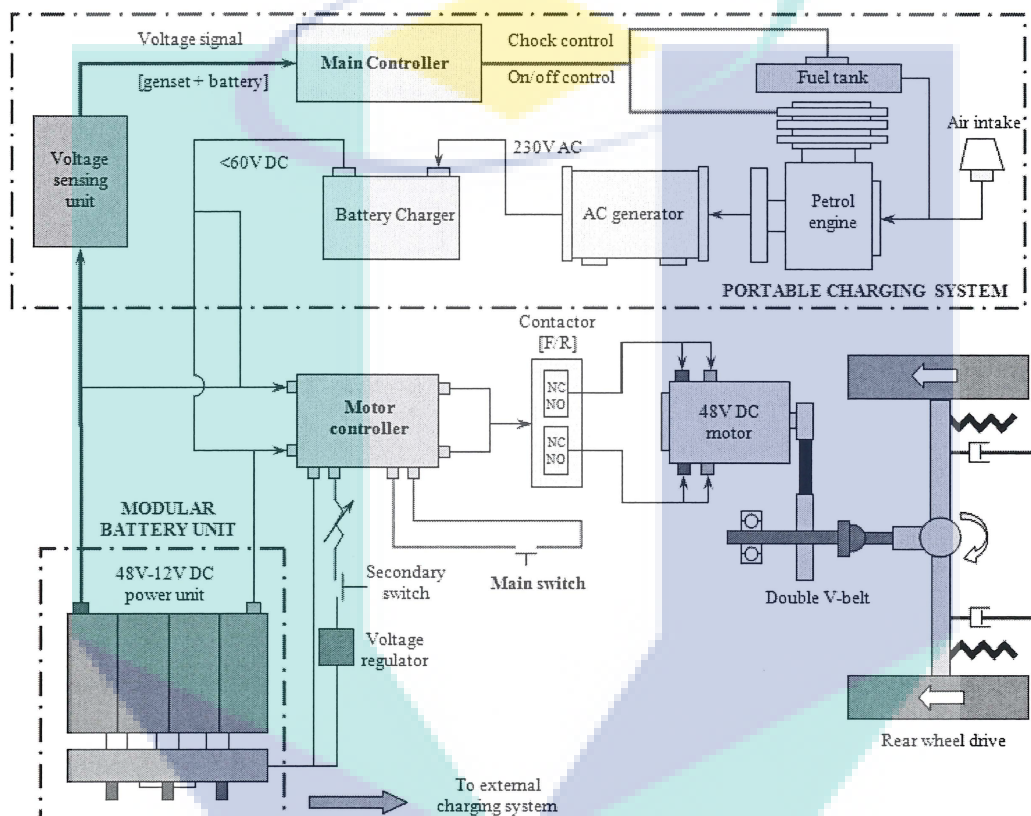 Voltage signal
[genset + battery]
Main Controller
Chock control
On/off control
Fuel tank
Air intake
Voltage
sensing
unit
<60V DC
230V AC
Battery Charger
AC generator
Petrol
engine
PORTABLE CHARGING SYSTEM
Contactor
[F/R]
NC
NO
NC
NO
Motor
controller
48V DC
motor
MODULAR
BATTERY UNIT
48V-12V DC
power unit
Secondary
switch
Main switch
Voltage
regulator
Double V-belt
Rear wheel drive
To external
charging system